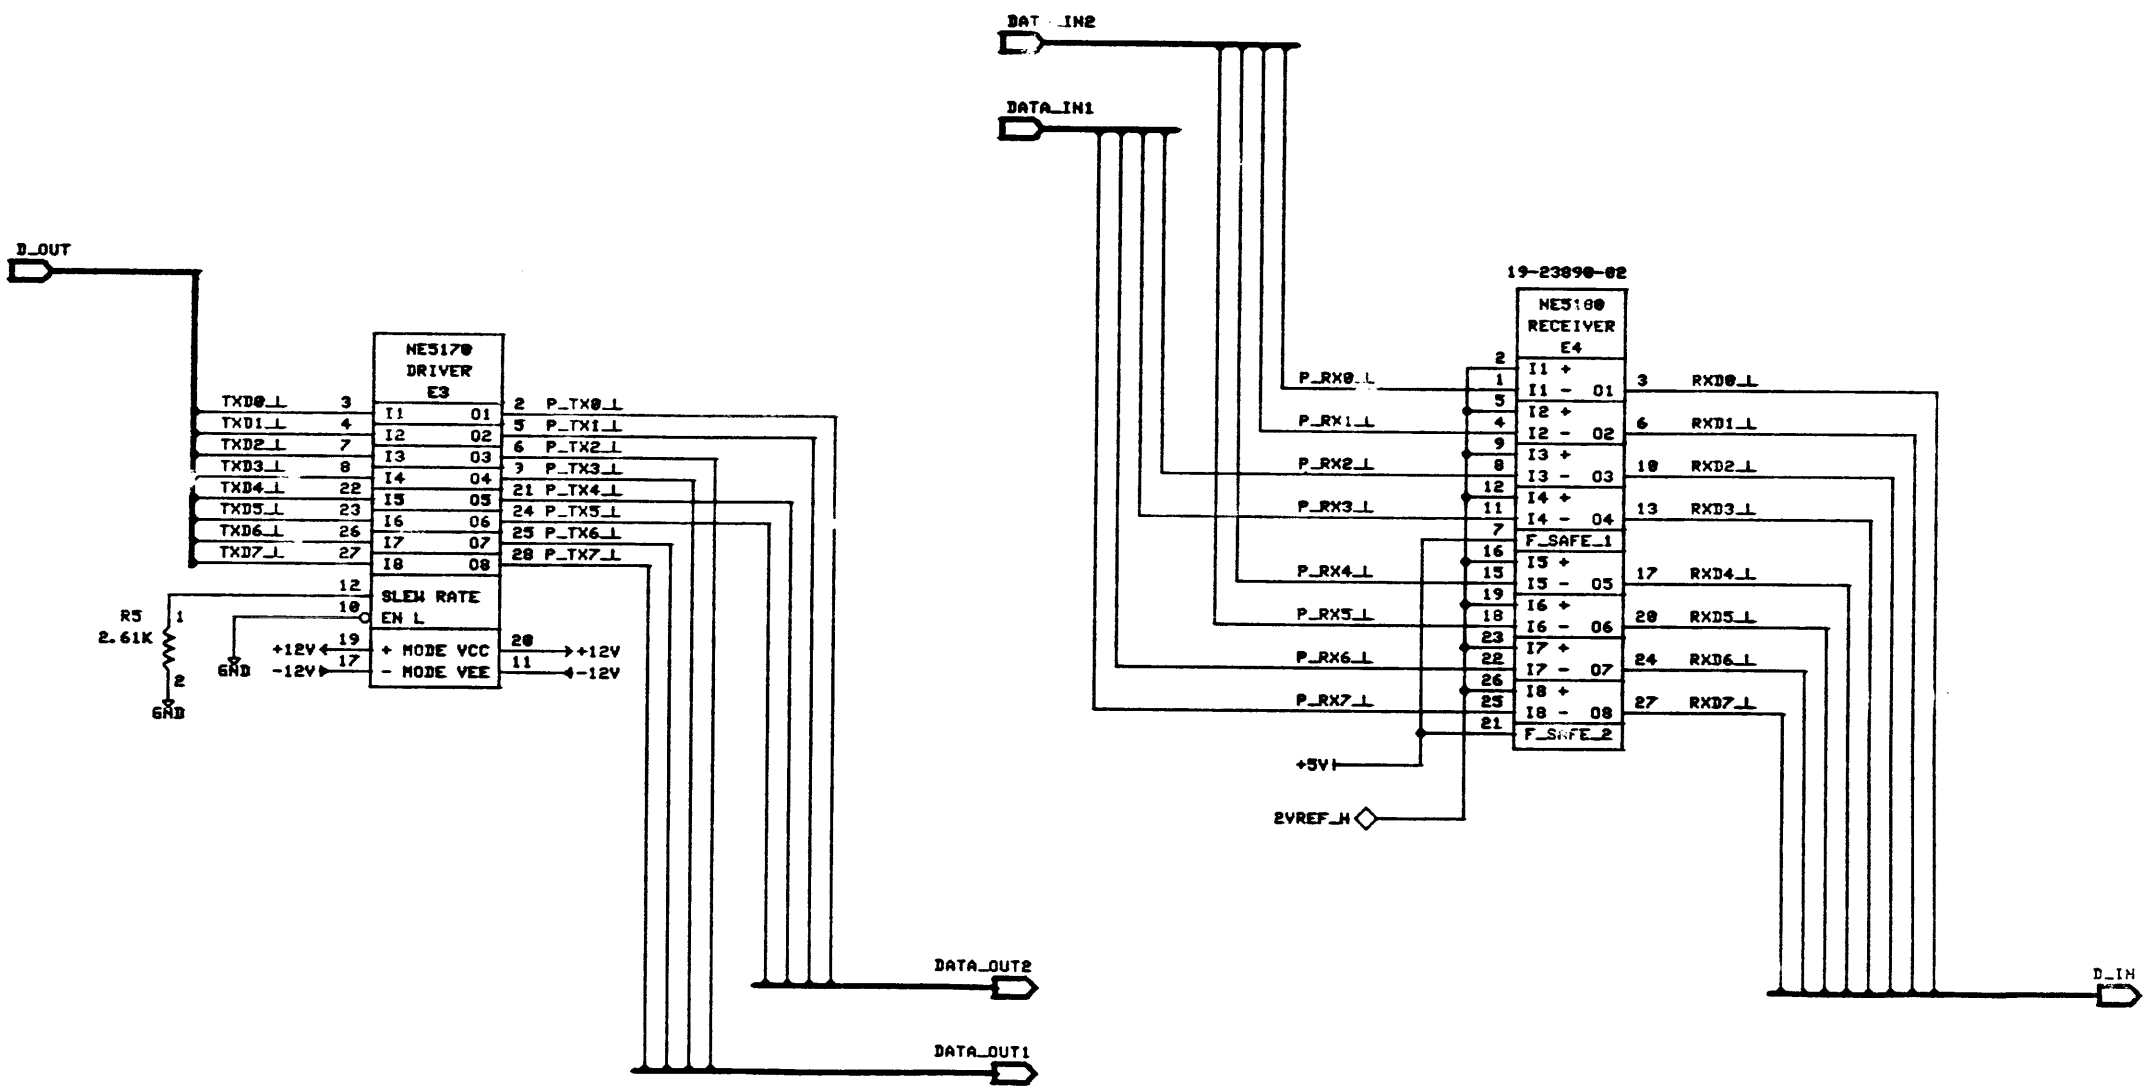 DAT _IN2
DATA_IN1
D_OUT
NE5170
DRIVER
E3
TXD0_L 3 I1 O1 2 P_TX0_L
TXD1_L 4 I2 O2 5 P_TX1_L
TXD2_L 7 I3 O3 6 P_TX2_L
TXD3_L 8 I4 O4 9 P_TX3_L
TXD4_L 22 I5 O5 21 P_TX4_L
TXD5_L 23 I6 O6 24 P_TX5_L
TXD6_L 26 I7 O7 25 P_TX6_L
TXD7_L 27 I8 O8 28 P_TX7_L
12 SLEW RATE
10 EN L
R5 1
2.61K
2
GND
GND
+12V 19 + MODE VCC 20 +12V
-12V 17 - MODE VEE 11 -12V
DATA_OUT2
DATA_OUT1
19-23890-02
NE5180
RECEIVER
E4
2 I1 +
P_RX0_L 1 I1 - O1 3 RXD0_L
5 I2 +
P_RX1_L 4 I2 - O2 6 RXD1_L
9 I3 +
P_RX2_L 8 I3 - O3 10 RXD2_L
12 I4 +
P_RX3_L 11 I4 - O4 13 RXD3_L
7 F_SAFE_1
16 I5 +
P_RX4_L 15 I5 - O5 17 RXD4_L
19 I6 +
P_RX5_L 18 I6 - O6 20 RXD5_L
23 I7 +
P_RX6_L 22 I7 - O7 24 RXD6_L
26 I8 +
P_RX7_L 25 I8 - O8 27 RXD7_L
21 F_SAFE_2
+5V
2VREF_H
D_IN